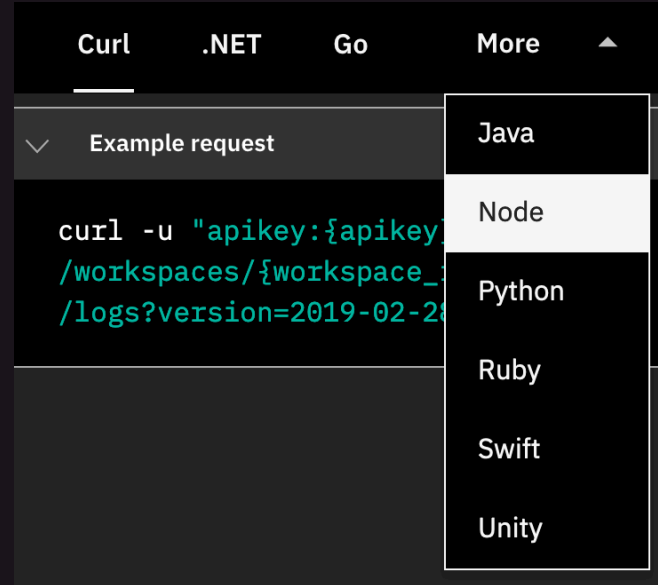 Curl .NET Go More
Java
Node
Python
Ruby
Swift
Unity
Example request
curl -u "apikey:{apikey
/workspaces/{workspace_
/logs?version=2019-02-28